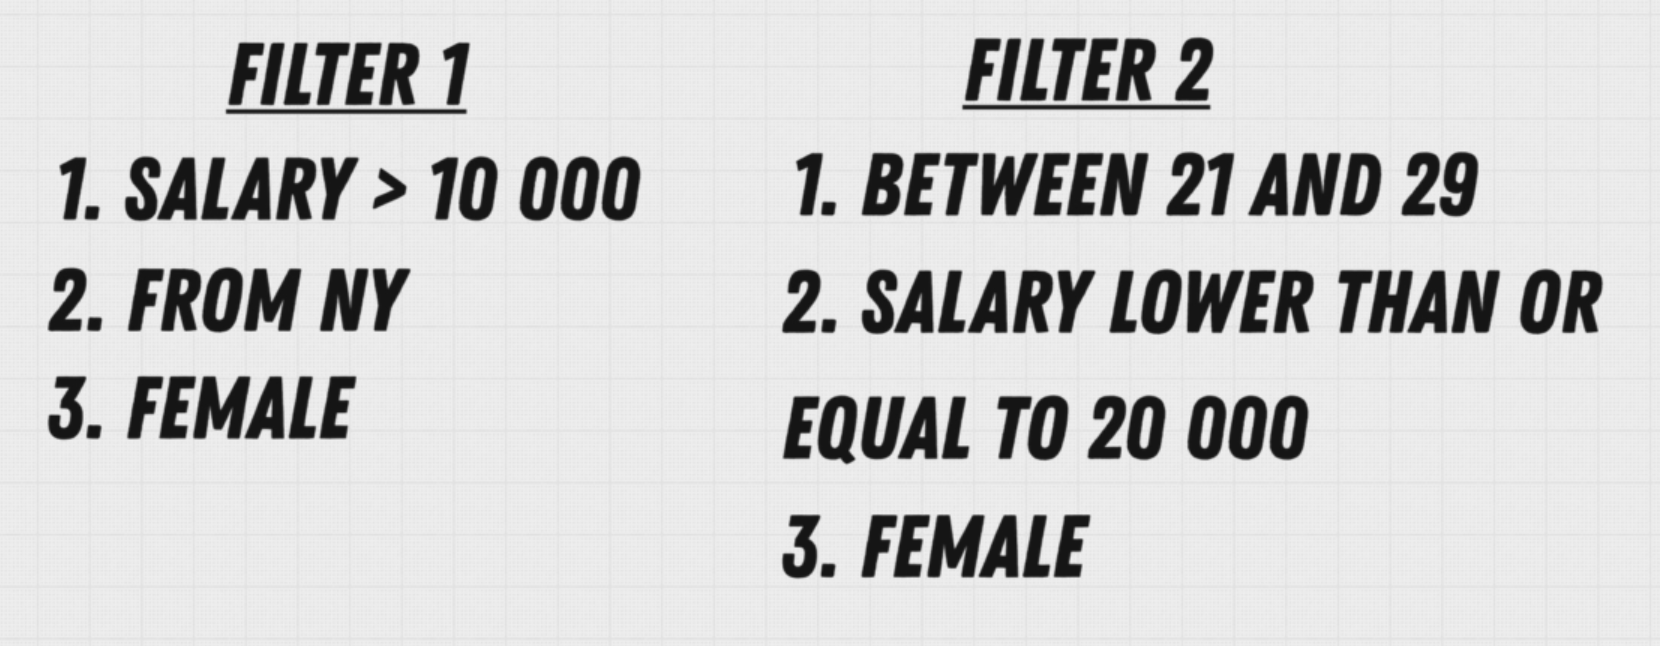 FILTER 1
1. SALARY > 10 000
2. FROM NY
3. FEMALE
FILTER 2
1. BETWEEN 21 AND 29
2. SALARY LOWER THAN OR
EQUAL TO 20 000
3. FEMALE